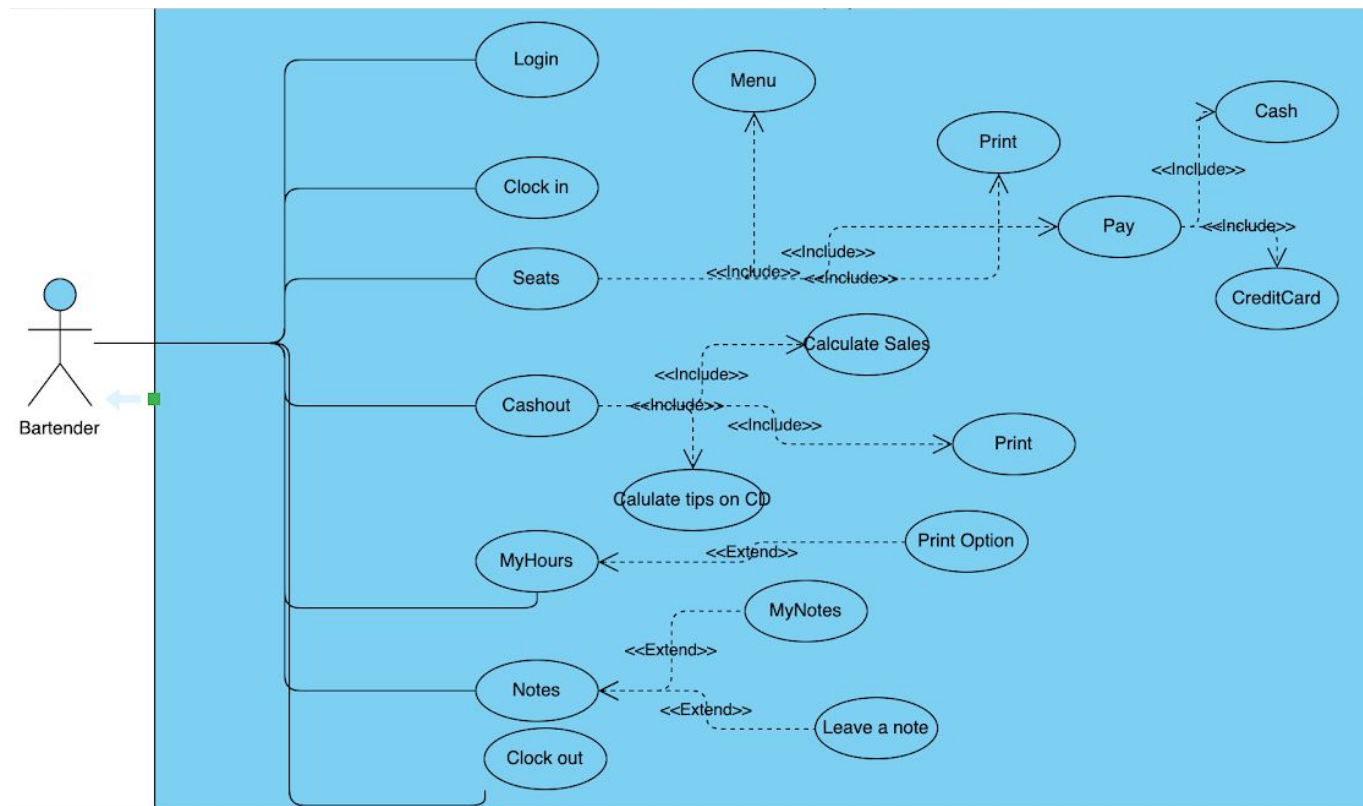 Login
Menu
Cash
Print
<<Include>>
Clock in
Pay
<<Include>>
<<Include>>
Seats
<<Include>>
<<Include>>
CreditCard
Calculate Sales
<<Include>>
Cashout
<<Include>>
<<Include>>
Print
Bartender
Calulate tips on CD
Print Option
MyHours
<<Extend>>
MyNotes
<<Extend>>
Notes
<<Extend>>
Leave a note
Clock out